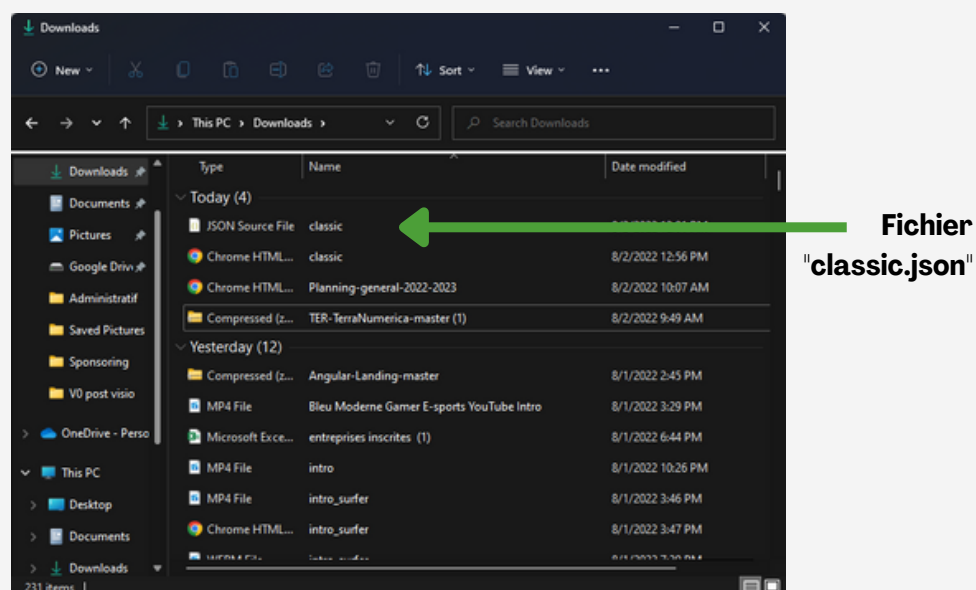 Downloads
New
Sort
View
This PC > Downloads >
Search Downloads
Downloads
Documents
Pictures
Google Driv
Administratif
Saved Pictures
Sponsoring
V0 post visio
OneDrive - Perso
This PC
Desktop
Documents
Downloads
231 items
Type Name Date modified
Today (4)
JSON Source File classic
Chrome HTML... classic 8/2/2022 12:56 PM
Chrome HTML... Planning-general-2022-2023 8/2/2022 10:07 AM
Compressed (z... TER-TerraNumerica-master (1) 8/2/2022 9:49 AM
Yesterday (12)
Compressed (z... Angular-Landing-master 8/1/2022 2:45 PM
MP4 File Bleu Moderne Gamer E-sports YouTube Intro 8/1/2022 3:29 PM
Microsoft Exce... entreprises inscrites (1) 8/1/2022 6:44 PM
MP4 File intro 8/1/2022 10:26 PM
MP4 File intro_surfer 8/1/2022 3:46 PM
Chrome HTML... intro_surfer 8/1/2022 3:47 PM
Fichier
"classic.json"